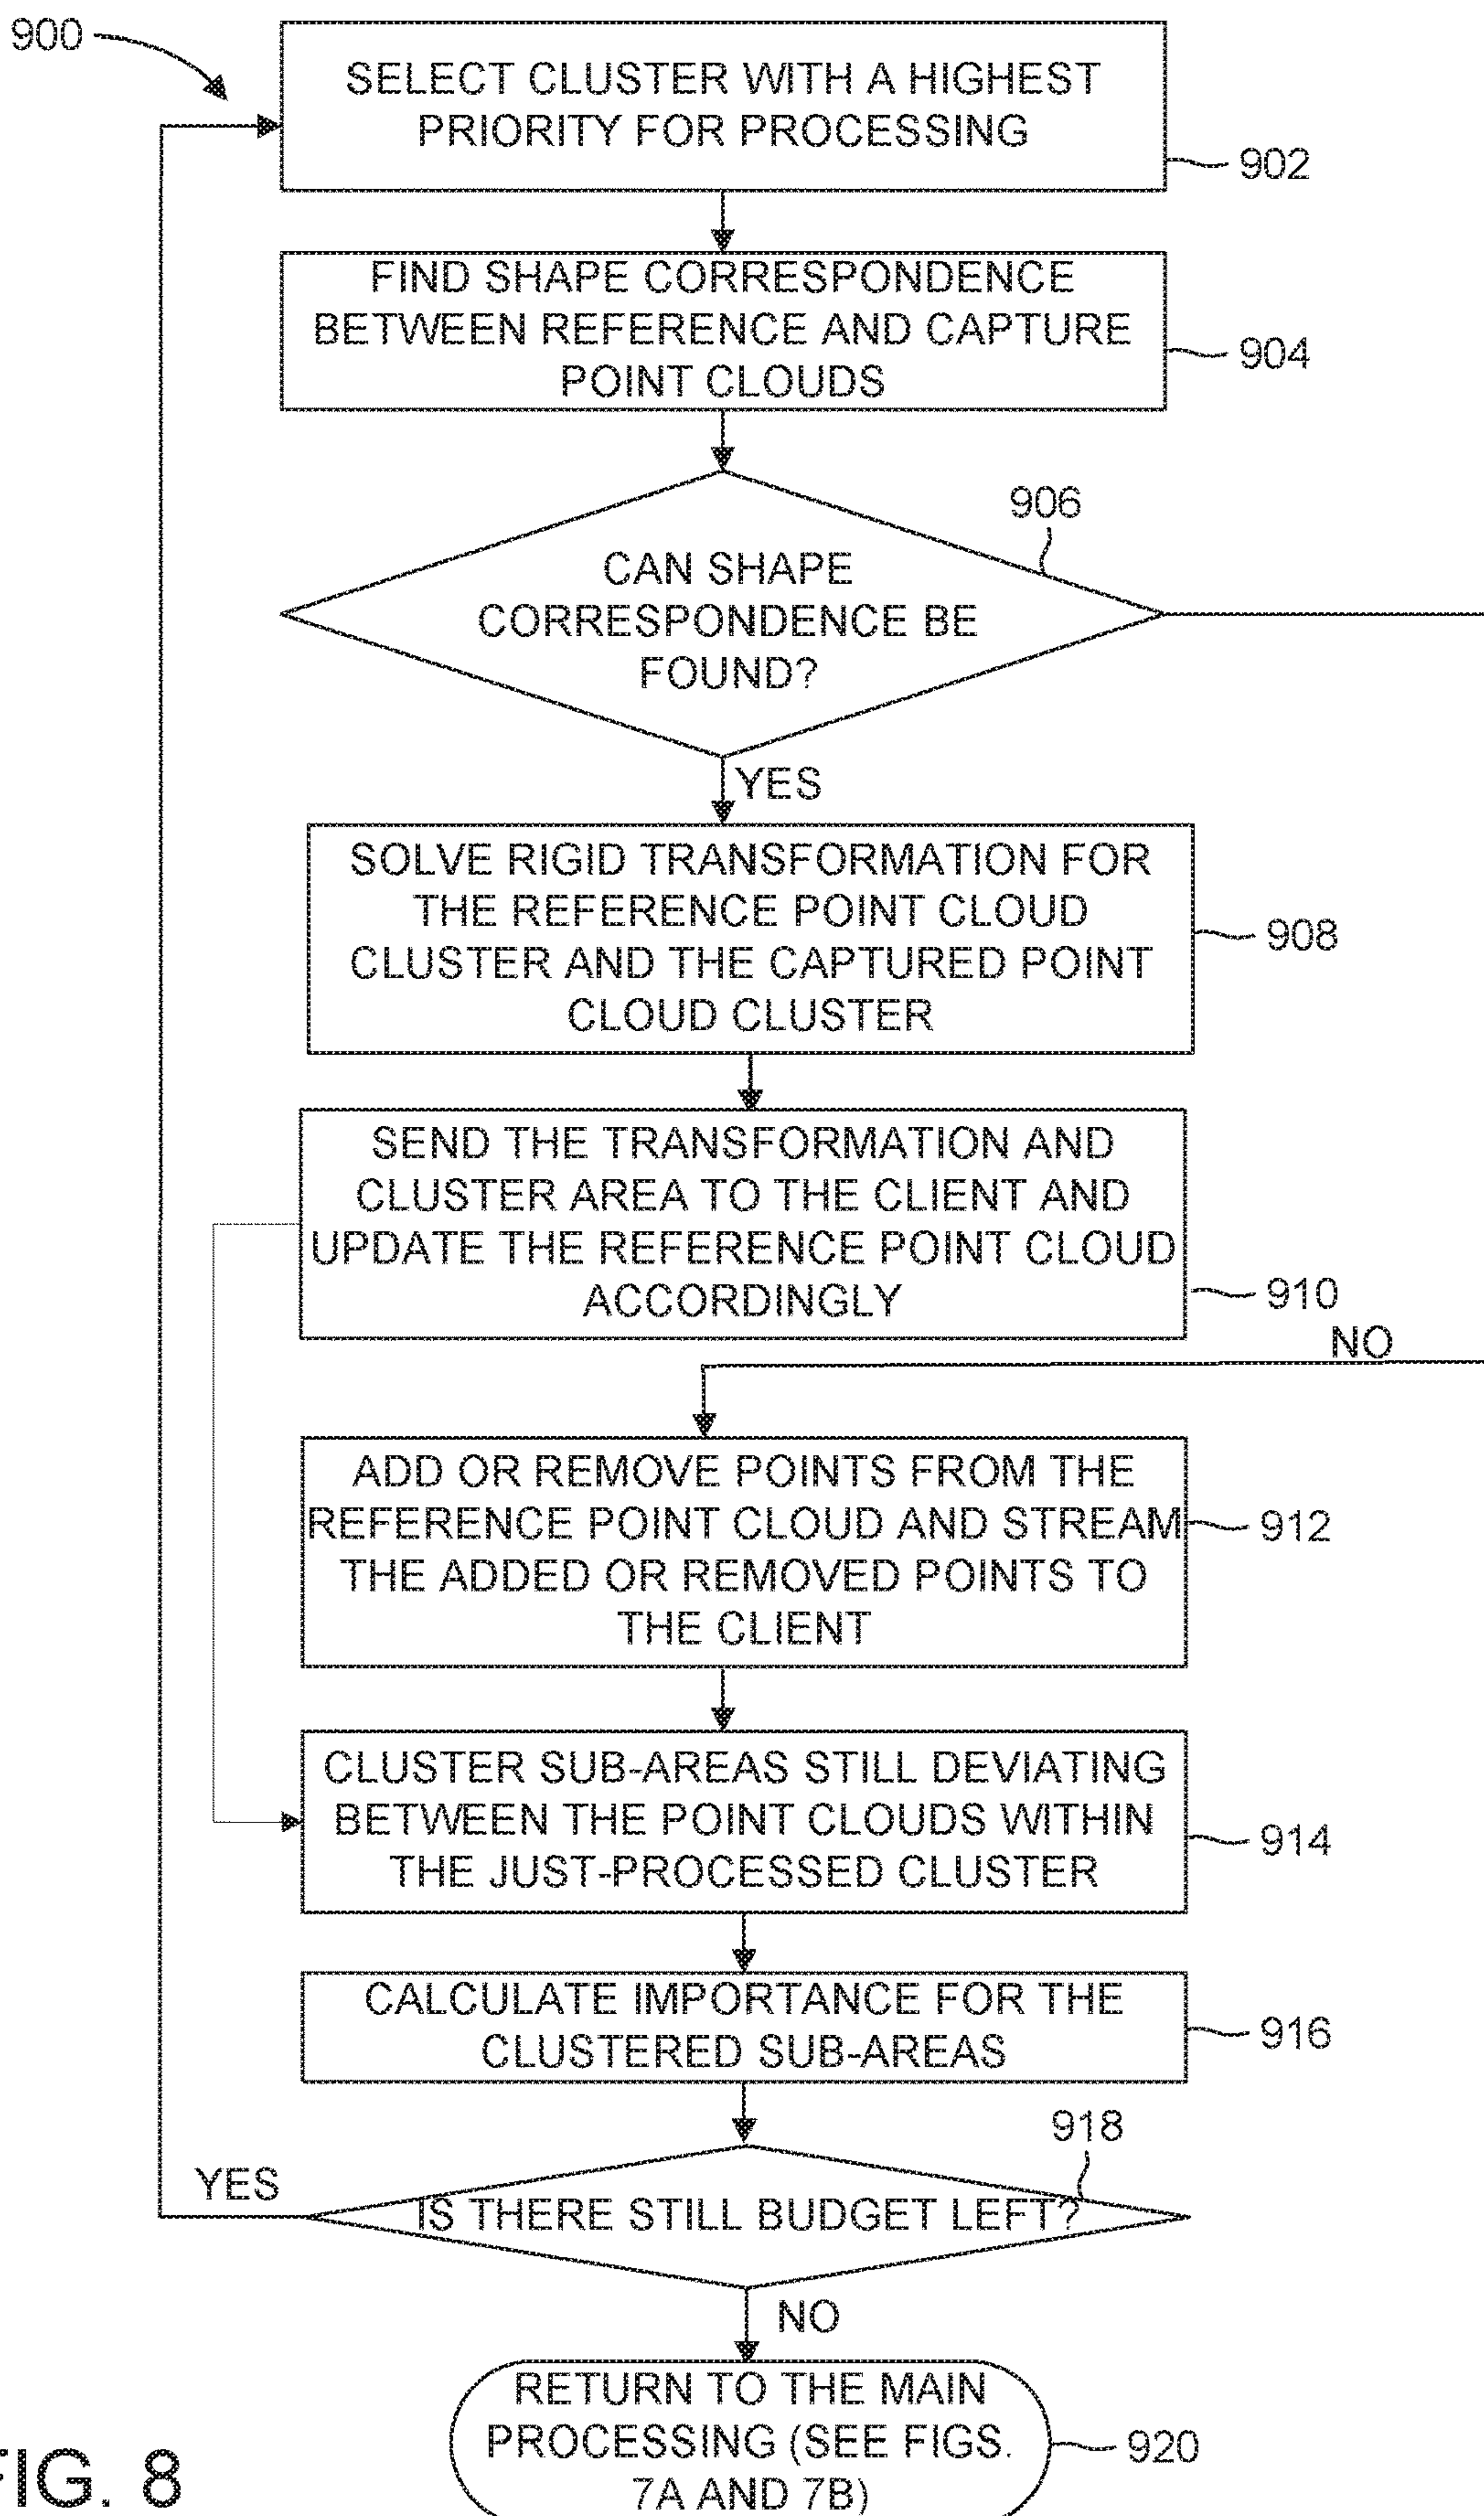 900
SELECT CLUSTER WITH A HIGHEST
PRIORITY FOR PROCESSING
902
FIND SHAPE CORRESPONDENCE
BETWEEN REFERENCE AND CAPTURE
POINT CLOUDS
904
906
CAN SHAPE
CORRESPONDENCE BE
FOUND?
YES
SOLVE RIGID TRANSFORMATION FOR
THE REFERENCE POINT CLOUD
CLUSTER AND THE CAPTURED POINT
CLOUD CLUSTER
908
SEND THE TRANSFORMATION AND
CLUSTER AREA TO THE CLIENT AND
UPDATE THE REFERENCE POINT CLOUD
ACCORDINGLY
910
NO
ADD OR REMOVE POINTS FROM THE
REFERENCE POINT CLOUD AND STREAM
THE ADDED OR REMOVED POINTS TO
THE CLIENT
912
CLUSTER SUB-AREAS STILL DEVIATING
BETWEEN THE POINT CLOUDS WITHIN
THE JUST-PROCESSED CLUSTER
914
CALCULATE IMPORTANCE FOR THE
CLUSTERED SUB-AREAS
916
918
YES
IS THERE STILL BUDGET LEFT?
NO
RETURN TO THE MAIN
PROCESSING (SEE FIGS.
7A AND 7B)
920
FIG. 8